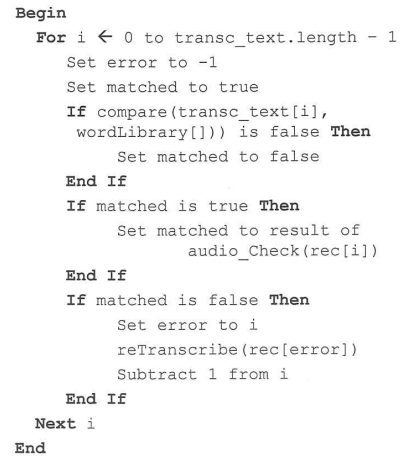 Begin
For i ← 0 to transc_text.length – 1
Set error to -1
Set matched to true
If compare(transc_text[i],
wordLibrary[])) is false Then
Set matched to false
End If
If matched is true Then
Set matched to result of
audio_Check(rec[i])
End If
If matched is false Then
Set error to i
reTranscribe(rec[error])
Subtract 1 from i
End If
Next i
End